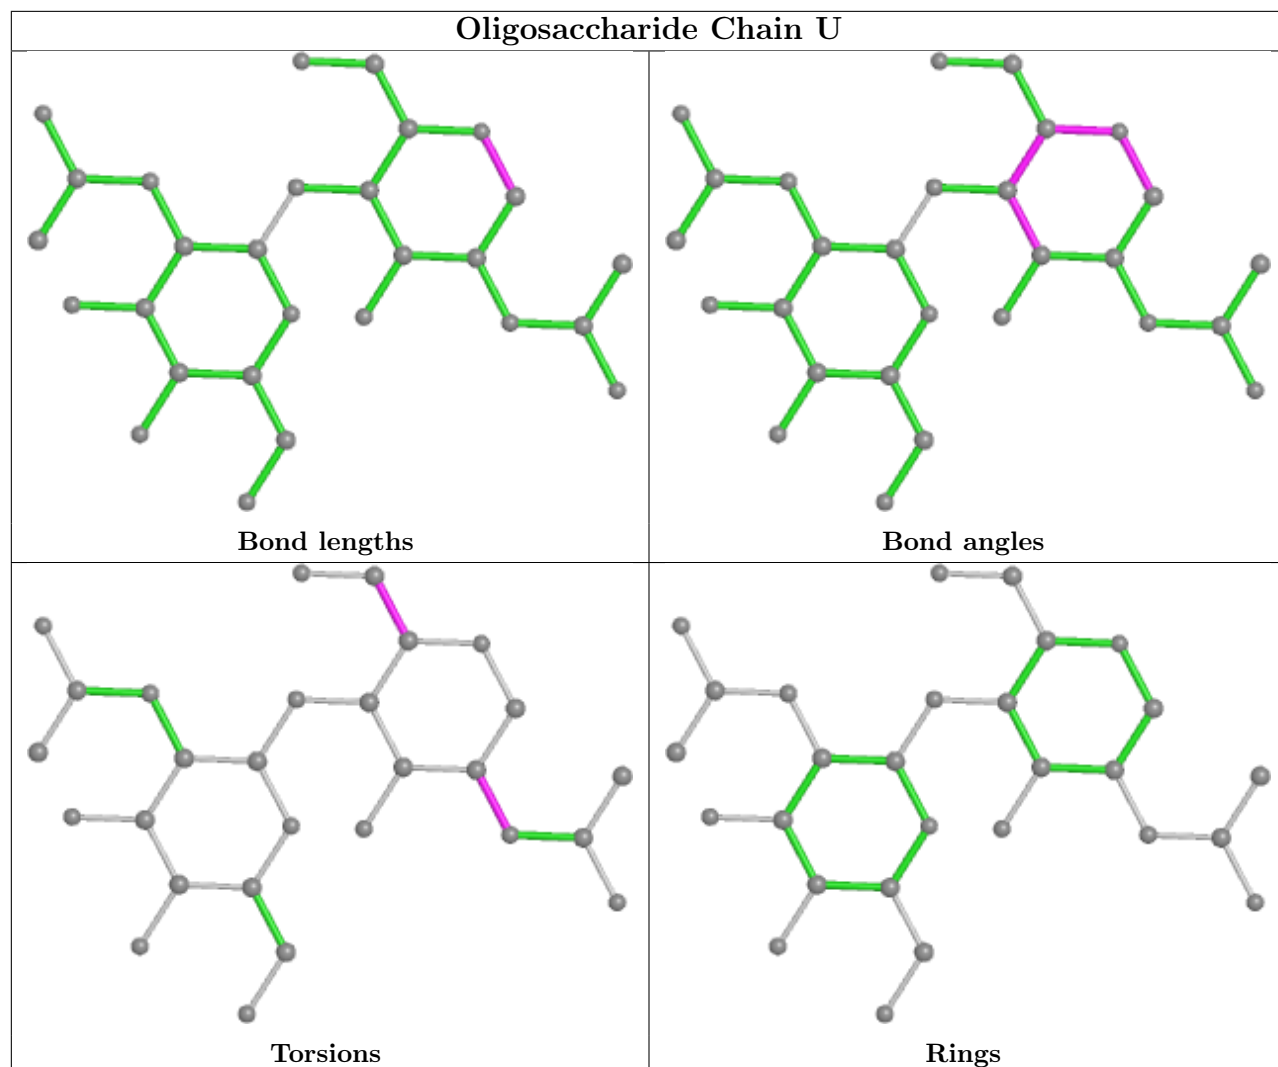 Oligosaccharide Chain U
Bond lengths
Bond angles
Torsions
Rings